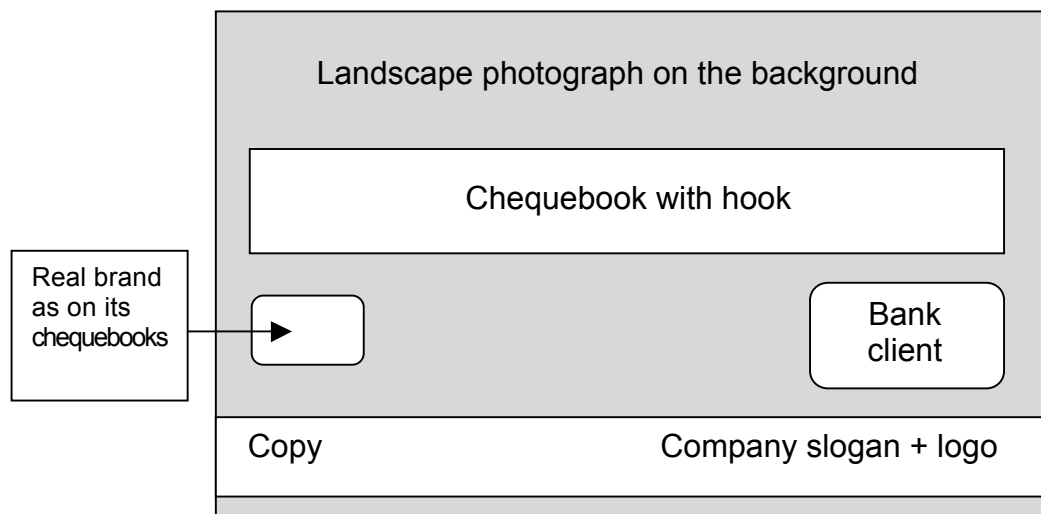 Landscape photograph on the background
Chequebook with hook
Real brand
as on its
chequebooks
Bank
client
Copy
Company slogan + logo